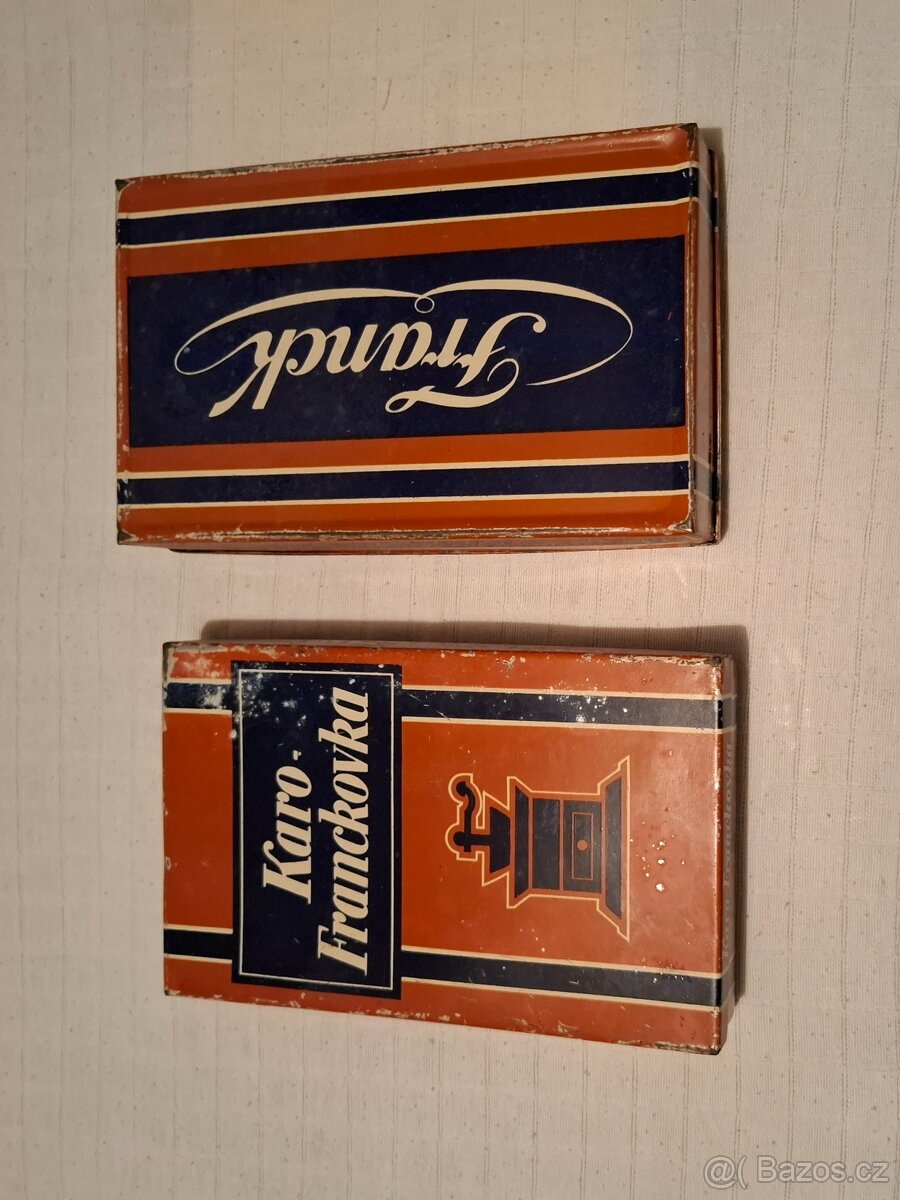 Franck
Karo-
Franckovka
@( Bazos.cz